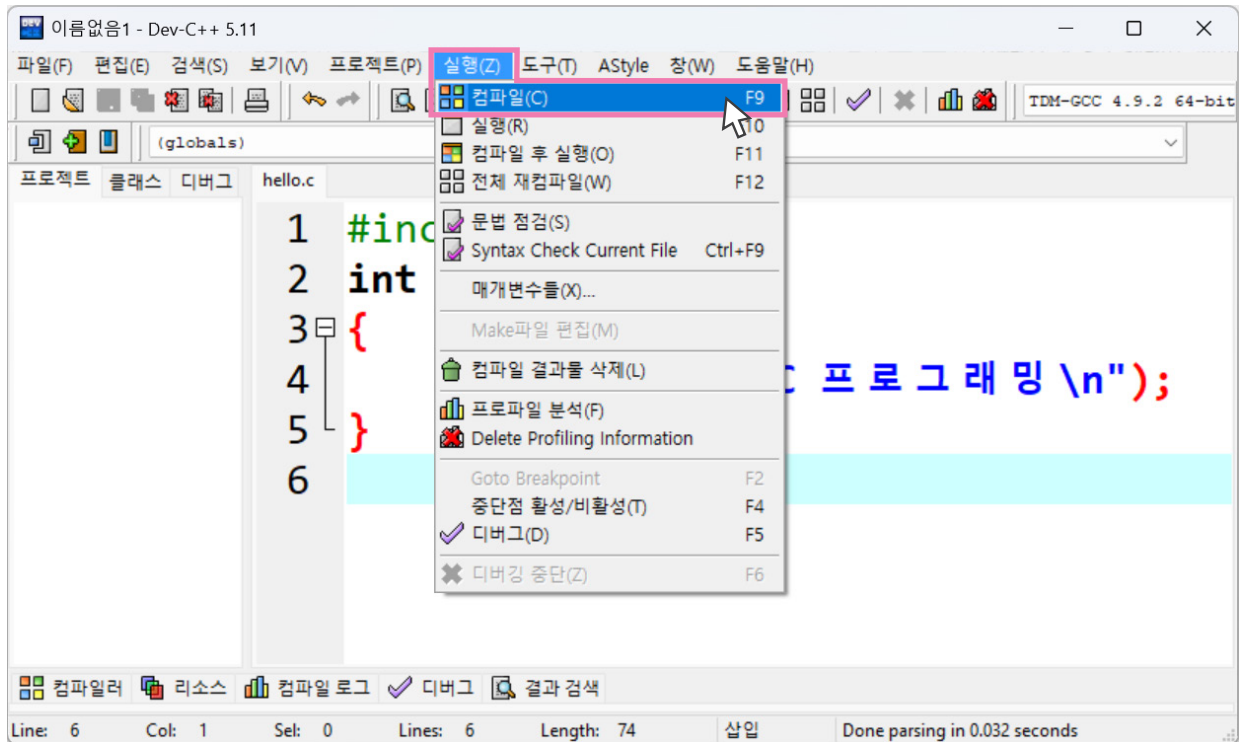 이름없음1 - Dev-C++ 5.11
파일(F) 편집(E) 검색(S) 보기(V) 프로젝트(P) 실행(Z) 도구(T) AStyle 창(W) 도움말(H)
컴파일(C) F9
TDM-GCC 4.9.2 64-bit
실행(R) 10
(globals)
컴파일 후 실행(O) F11
전체 재컴파일(W) F12
프로젝트 클래스 디버그 hello.c
문법 점검(S)
1 #inc
Syntax Check Current File Ctrl+F9
2 int
매개변수들(X)...
3 {
Make파일 편집(M)
컴파일 결과물 삭제(L)
4 프로그래밍\n");
프로파일 분석(F)
5 }
Delete Profiling Information
6
Goto Breakpoint F2
중단점 활성/비활성(T) F4
디버그(D) F5
디버깅 중단(Z) F6
컴파일러 리소스 컴파일 로그 디버그 결과 검색
Line: 6 Col: 1 Sel: 0 Lines: 6 Length: 74 삽입 Done parsing in 0.032 seconds